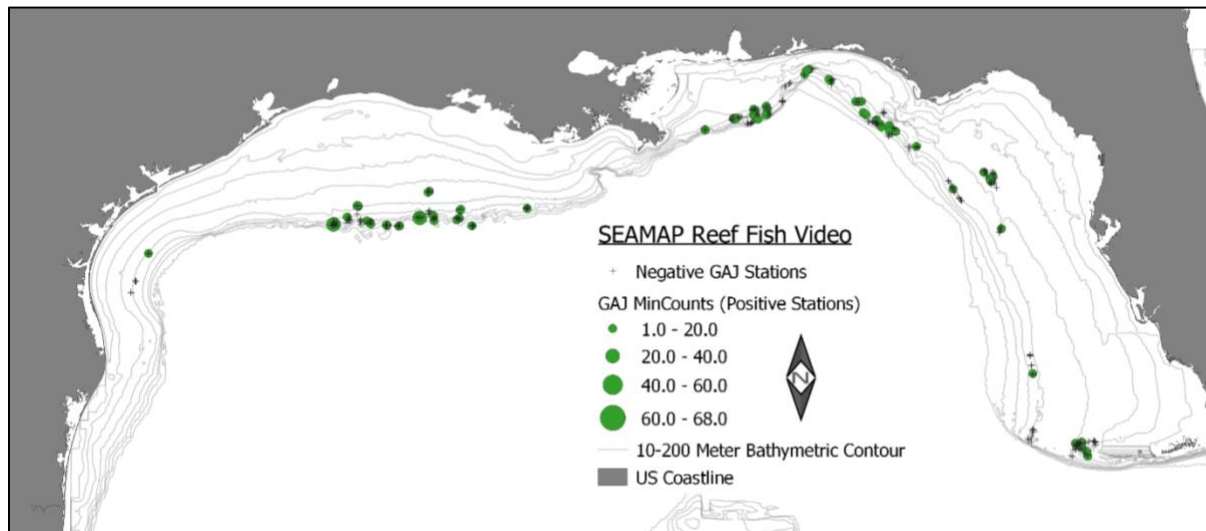 SEAMAP Reef Fish Video
Negative GAJ Stations
GAJ MinCounts (Positive Stations)
1.0 - 20.0
20.0 - 40.0
40.0 - 60.0
60.0 - 68.0
N
10-200 Meter Bathymetric Contour
US Coastline